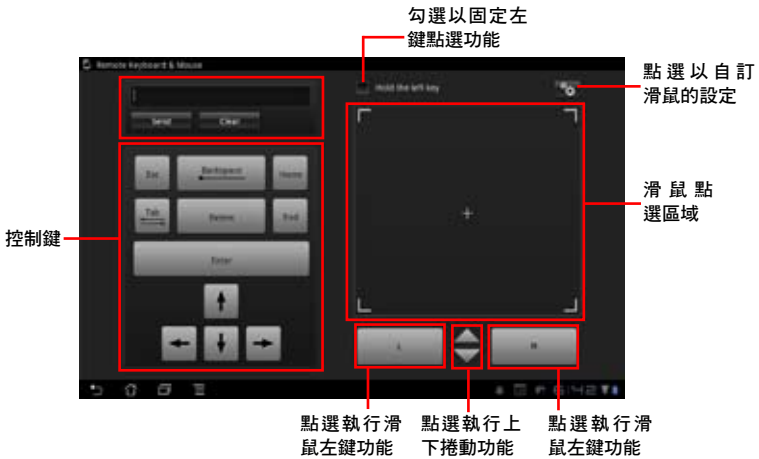 勾選以固定左
鍵點選功能
Remote Keyboard & Mouse
Hold the left key
點選以自訂
滑鼠的設定
Send
Clear
Esc
Backspace
Home
Tab
Delete
End
滑鼠點
選區域
控制鍵
Enter
L
R
6:42
點選執行滑
鼠左鍵功能
點選執行上
下捲動功能
點選執行滑
鼠左鍵功能